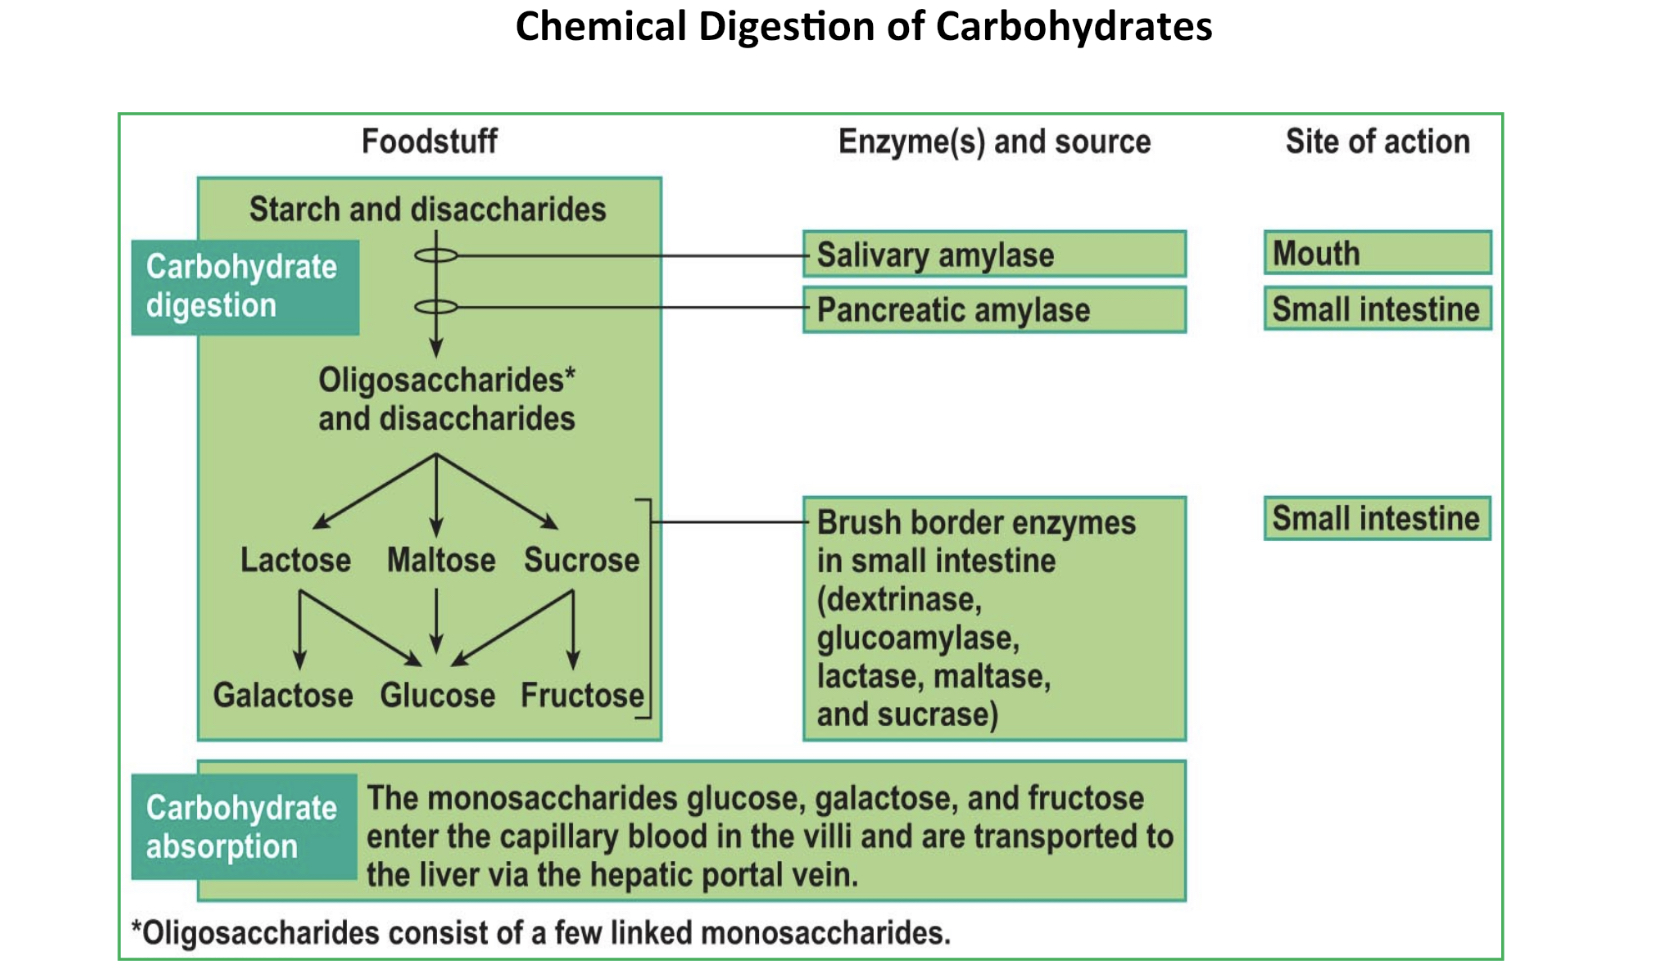 Chemical Digestion of Carbohydrates
Foodstuff
Enzyme(s) and source
Site of action
Starch and disaccharides
Carbohydrate
digestion
Salivary amylase
Mouth
Pancreatic amylase
Small intestine
Oligosaccharides*
and disaccharides
Lactose
Maltose
Sucrose
Galactose
Glucose
Fructose
Brush border enzymes
in small intestine
(dextrinase,
glucoamylase,
lactase, maltase,
and sucrase)
Small intestine
Carbohydrate
absorption
The monosaccharides glucose, galactose, and fructose
enter the capillary blood in the villi and are transported to
the liver via the hepatic portal vein.
*Oligosaccharides consist of a few linked monosaccharides.